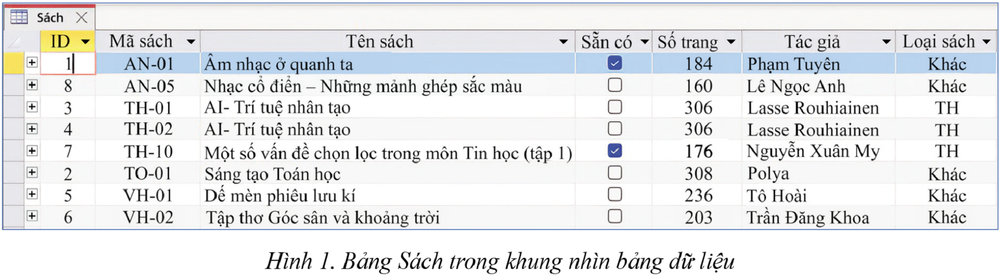 Sách
ID Mã sách Tên sách Sẵn có Số trang Tác giả Loại sách
1 AN-01 Âm nhạc ở quanh ta 184 Phạm Tuyên Khác
8 AN-05 Nhạc cổ điển – Những mảnh ghép sắc màu 160 Lê Ngọc Anh Khác
3 TH-01 AI- Trí tuệ nhân tạo 306 Lasse Rouhiainen TH
4 TH-02 AI- Trí tuệ nhân tạo 306 Lasse Rouhiainen TH
7 TH-10 Một số vấn đề chọn lọc trong môn Tin học (tập 1) 176 Nguyễn Xuân My TH
2 TO-01 Sáng tạo Toán học 308 Polya Khác
5 VH-01 Dế mèn phiêu lưu kí 236 Tô Hoài Khác
6 VH-02 Tập thơ Góc sân và khoảng trời 203 Trần Đăng Khoa Khác
Hình 1. Bảng Sách trong khung nhìn bảng dữ liệu